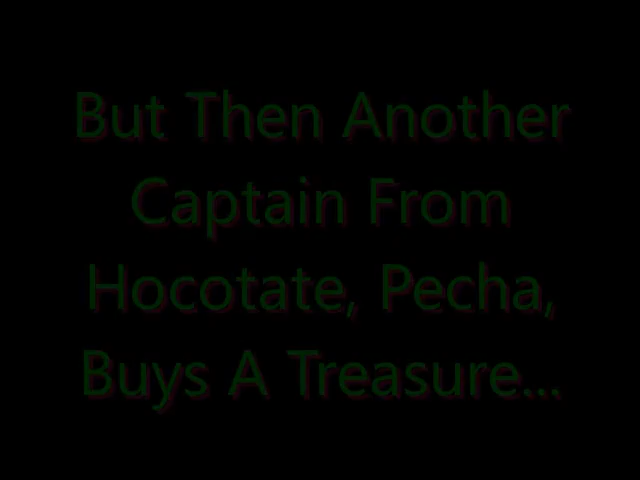 But Then Another
Captain From
Hocotate, Pecha,
Buys A Treasure...